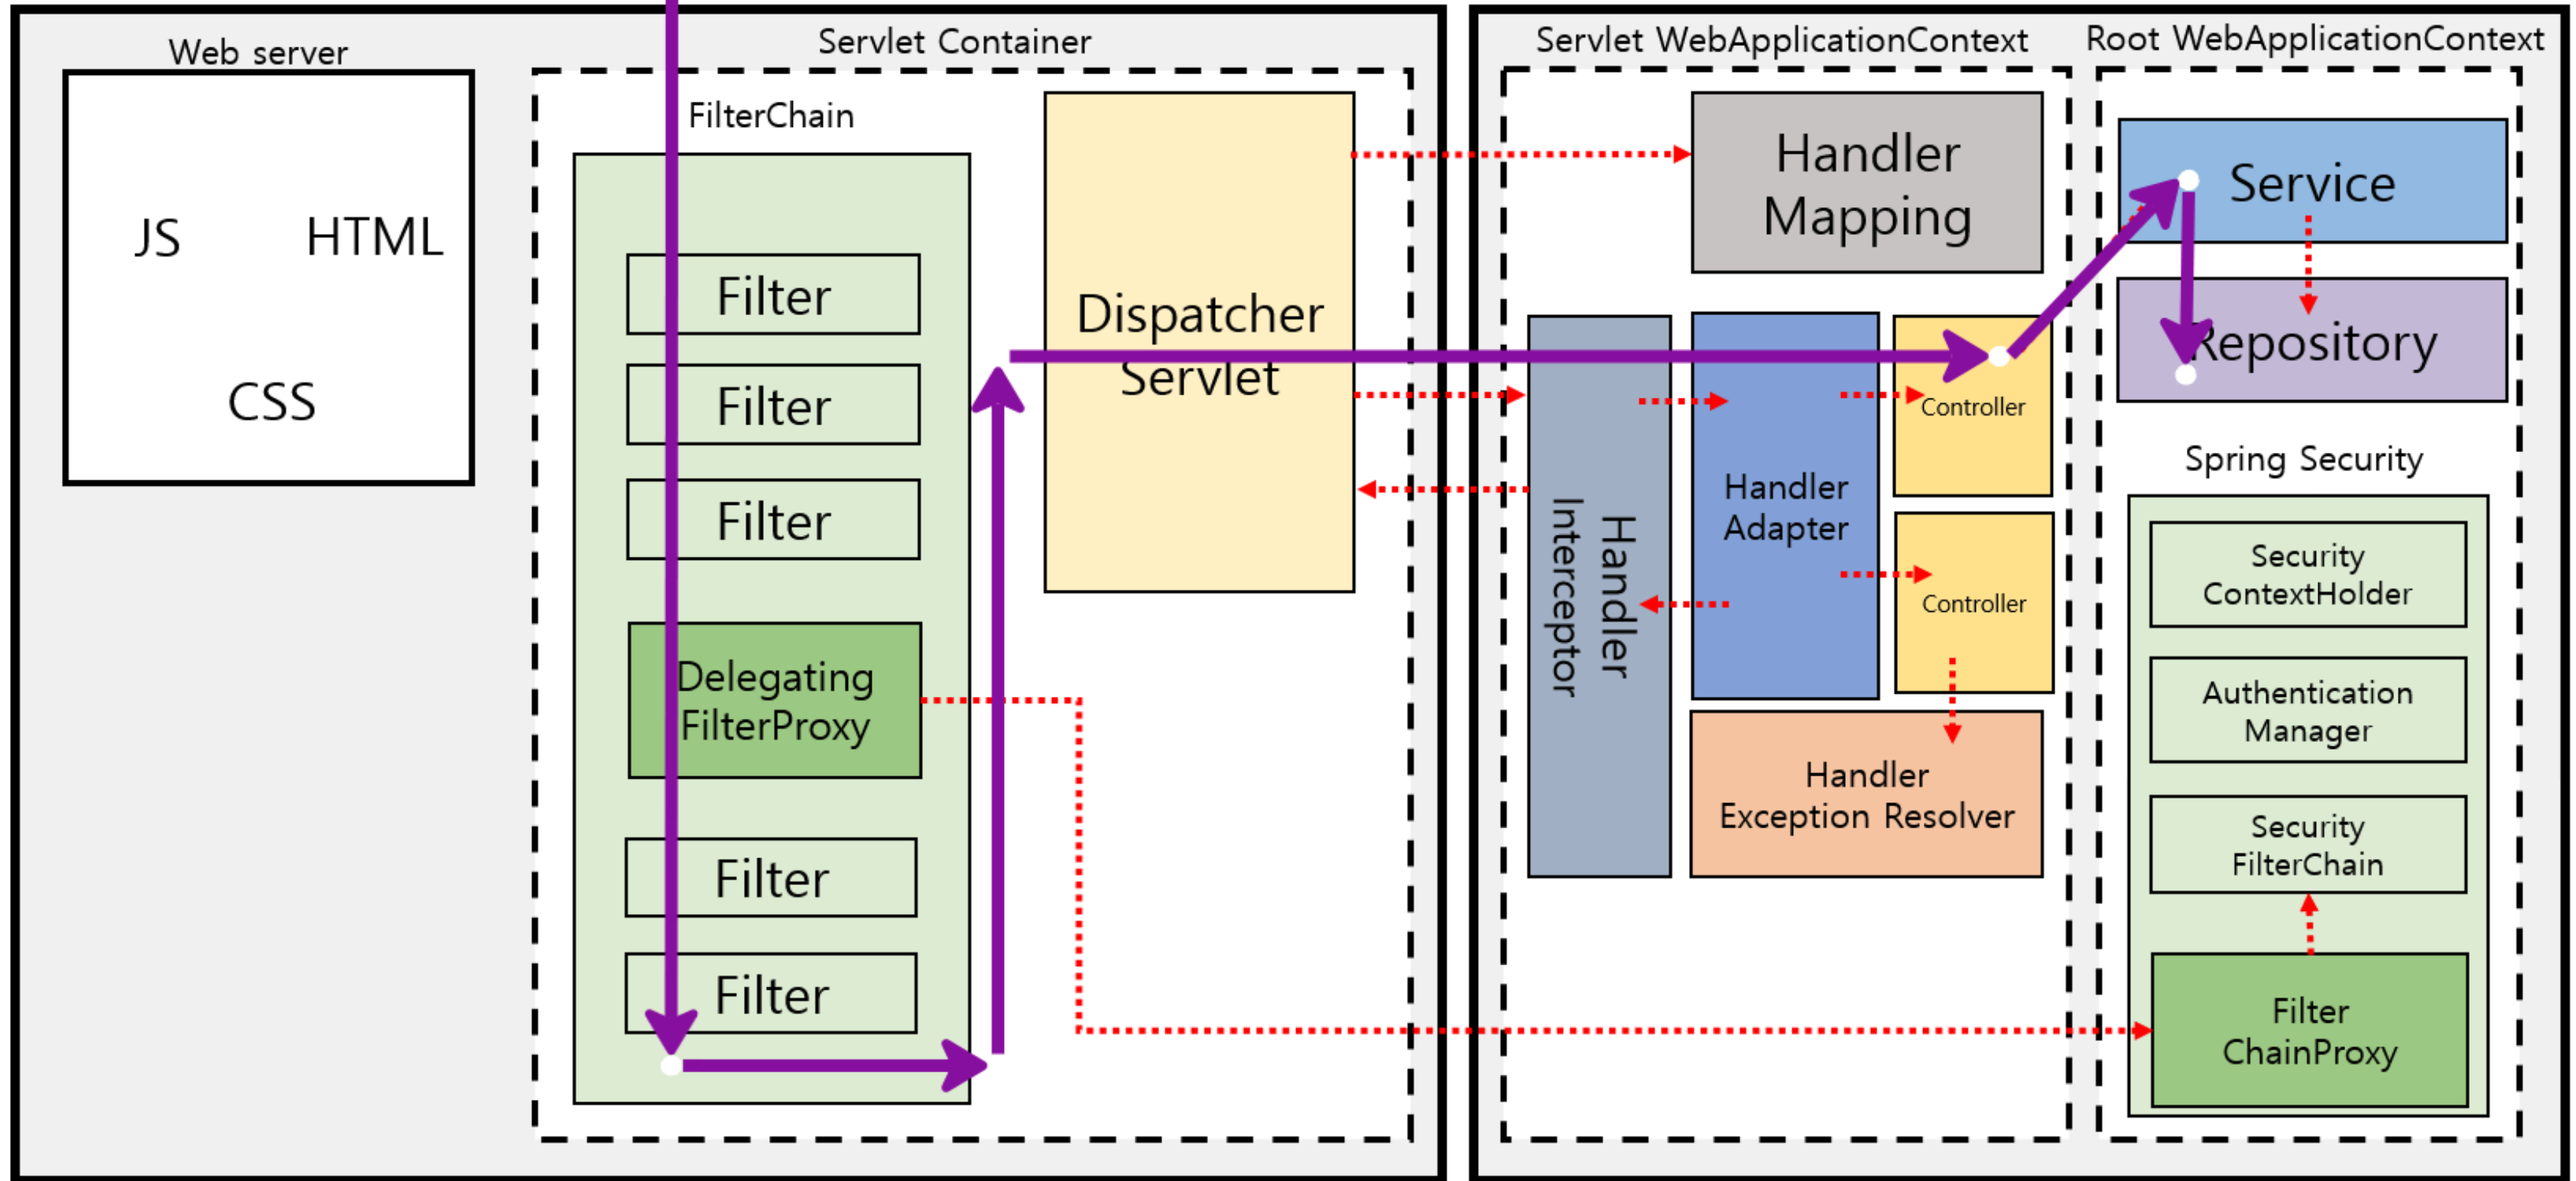 Web server
JS
HTML
CSS
Servlet Container
FilterChain
Filter
Filter
Filter
Delegating
FilterProxy
Filter
Filter
Dispatcher
Servlet
Servlet WebApplicationContext
Handler
Mapping
Handler
Interceptor
Handler
Adapter
Controller
Controller
Handler
Exception Resolver
Root WebApplicationContext
Service
Repository
Spring Security
Security
ContextHolder
Authentication
Manager
Security
FilterChain
Filter
ChainProxy